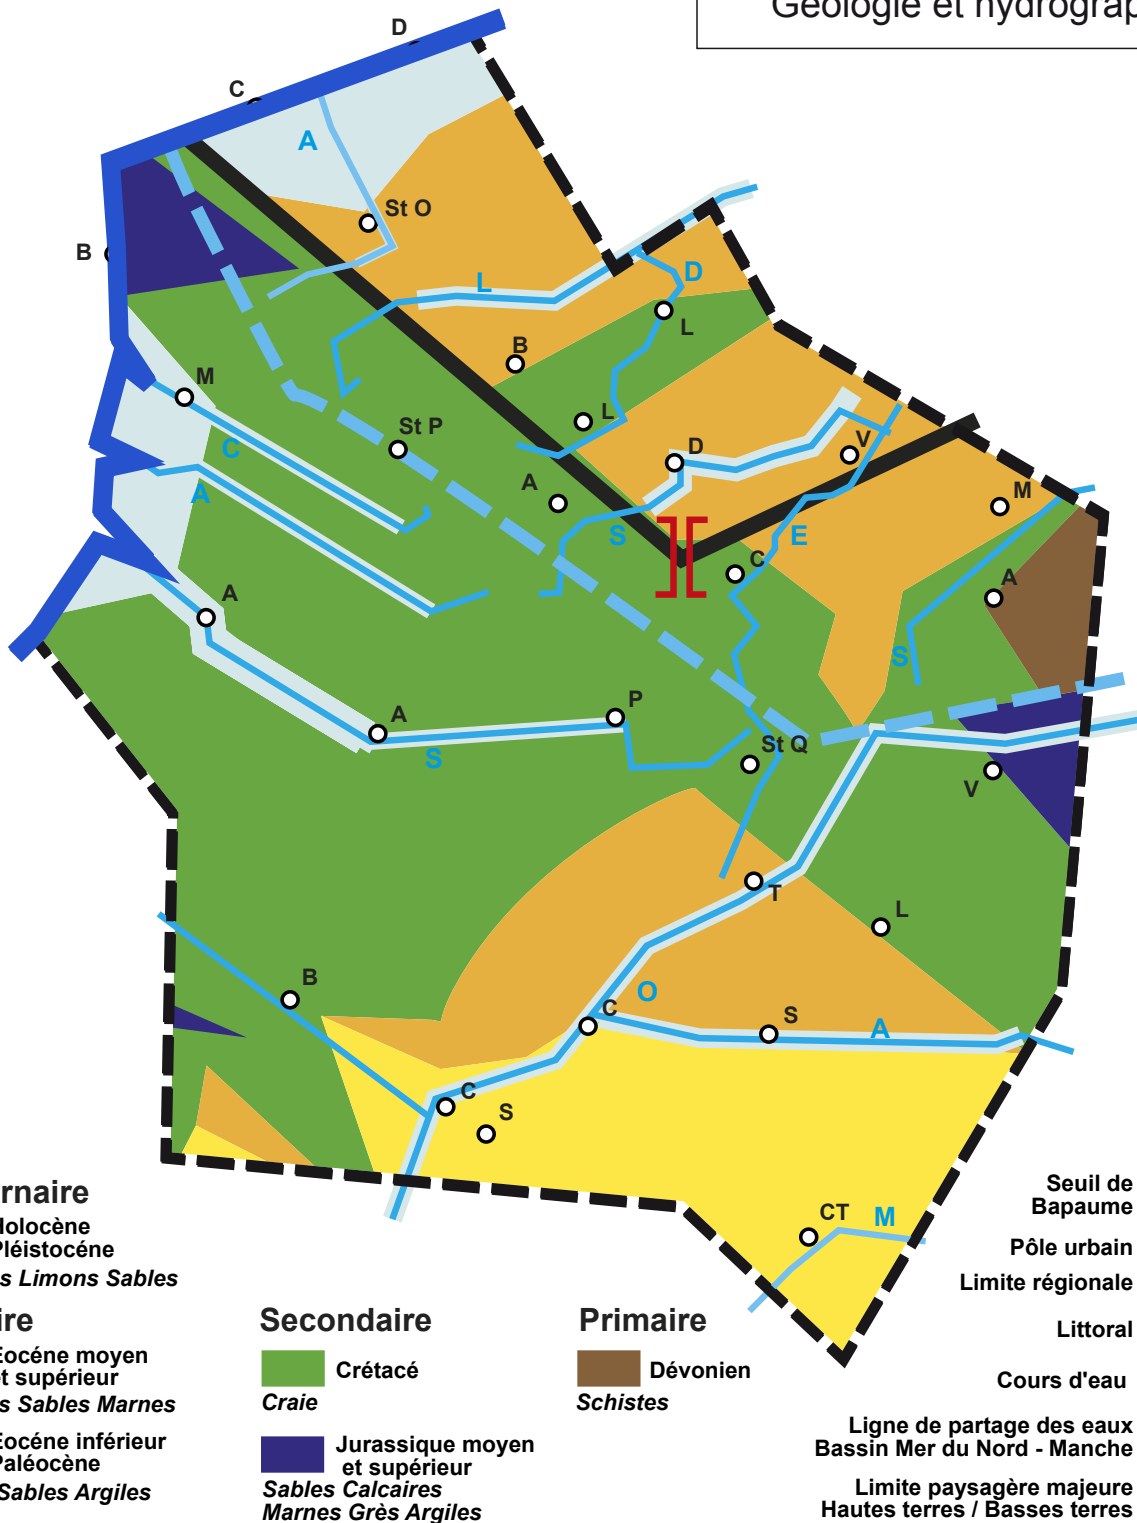 Géologie et hydrograp
D
C
A
St O
B
L
D
L
B
M
L
St P
C
D
V
A
A
M
S
E
C
A
A
S
P
A
St Q
S
V
T
L
B
O
C
S
A
C
S
CT
M
rnaire
Holocène
Pléistocéne
s Limons Sables
ire
Eocéne moyen
et supérieur
s Sables Marnes
Eocéne inférieur
Paléocène
Sables Argiles
Secondaire
Crétacé
Craie
Jurassique moyen
et supérieur
Sables Calcaires
Marnes Grès Argiles
Primaire
Dévonien
Schistes
Seuil de
Bapaume
Pôle urbain
Limite régionale
Littoral
Cours d'eau
Ligne de partage des eaux
Bassin Mer du Nord - Manche
Limite paysagère majeure
Hautes terres / Basses terres